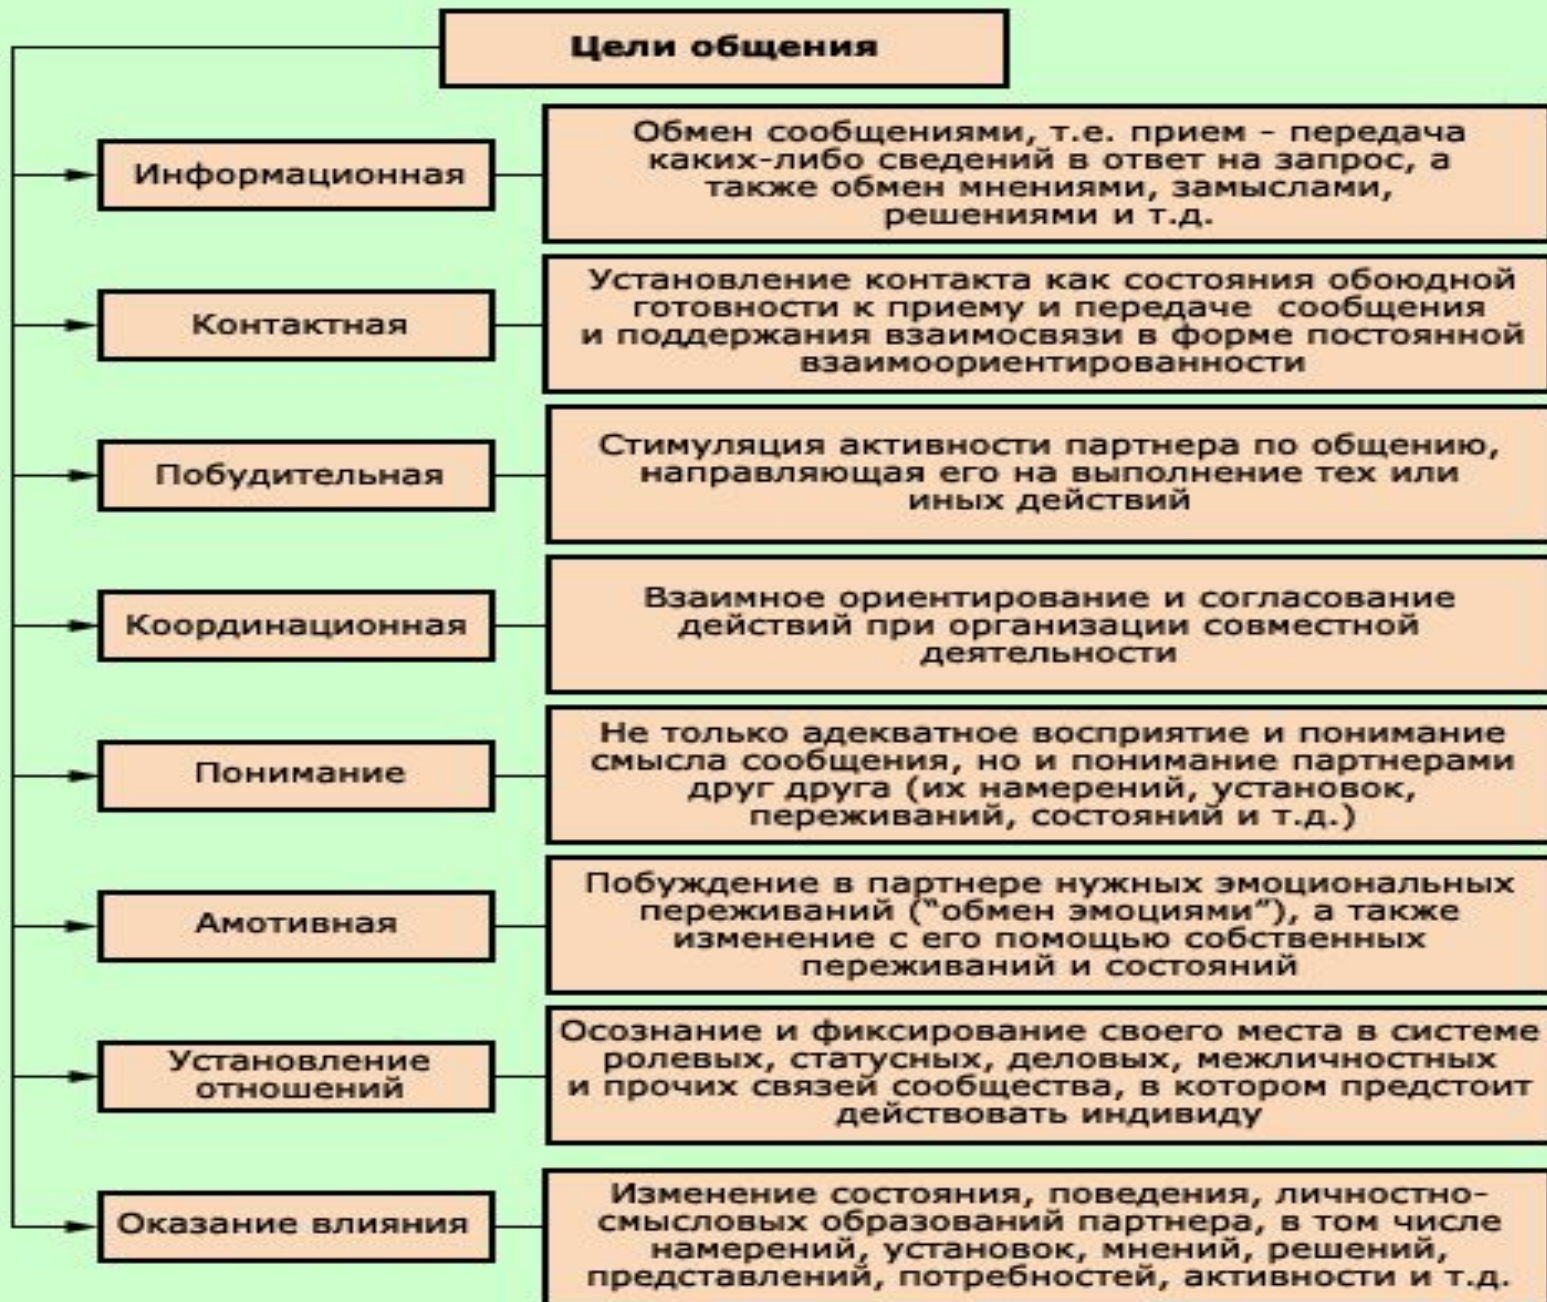 Цели общения
Информационная
Обмен сообщениями, т.е. прием - передача
каких-либо сведений в ответ на запрос, а
также обмен мнениями, замыслами,
решениями и т.д.
Контактная
Установление контакта как состояния обоюдной
готовности к приему и передаче сообщения
и поддержания взаимосвязи в форме постоянной
взаимоориентированности
Побудительная
Стимуляция активности партнера по общению,
направляющая его на выполнение тех или
иных действий
Координационная
Взаимное ориентирование и согласование
действий при организации совместной
деятельности
Понимание
Не только адекватное восприятие и понимание
смысла сообщения, но и понимание партнерами
друг друга (их намерений, установок,
переживаний, состояний и т.д.)
Амотивная
Побуждение в партнере нужных эмоциональных
переживаний (“обмен эмоциями”), а также
изменение с его помощью собственных
переживаний и состояний
Установление
отношений
Осознание и фиксирование своего места в системе
ролевых, статусных, деловых, межличностных
и прочих связей сообщества, в котором предстоит
действовать индивиду
Оказание влияния
Изменение состояния, поведения, личностно-
смысловых образований партнера, в том числе
намерений, установок, мнений, решений,
представлений, потребностей, активности и т.д.